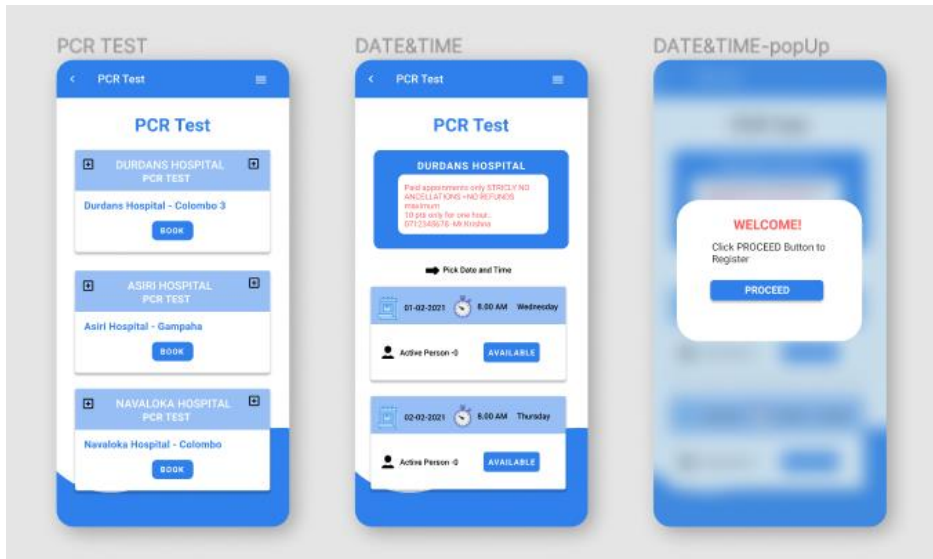 PCR TEST
PCR Test
PCR Test
DURDANS HOSPITAL
PCR TEST
Durdans Hospital - Colombo 3
BOOK
ASIRI HOSPITAL
PCR TEST
Asiri Hospital - Gampaha
BOOK
NAVALOKA HOSPITAL
PCR TEST
Navaloka Hospital - Colombo
BOOK
DATE&TIME
PCR Test
PCR Test
DURDANS HOSPITAL
Paid appointments only STRICLY NO
ANCELLATIONS +NO REFUNDS
maximum
10 pts only for one hour.
0712345678- Mr.Krishna
Pick Date and Time
01-02-2021 8.00 AM Wednesday
Active Person -0 AVAILABLE
02-02-2021 8.00 AM Thursday
Active Person -0 AVAILABLE
DATE&TIME-popUp
WELCOME!
Click PROCEED Button to
Register
PROCEED